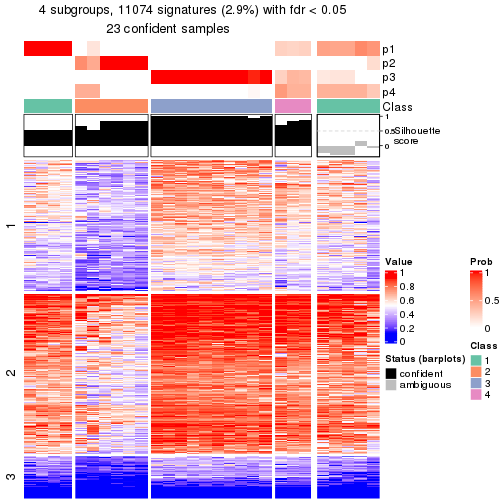 4 subgroups, 11074 signatures (2.9%) with fdr < 0.05
23 confident samples
p1
p2
p3
p4
Class
1
0.5
0
Silhouette
score
1
2
3
Value
1
0.8
0.6
0.4
0.2
0
Prob
1
0.5
0
Status (barplots)
confident
ambiguous
Class
1
2
3
4